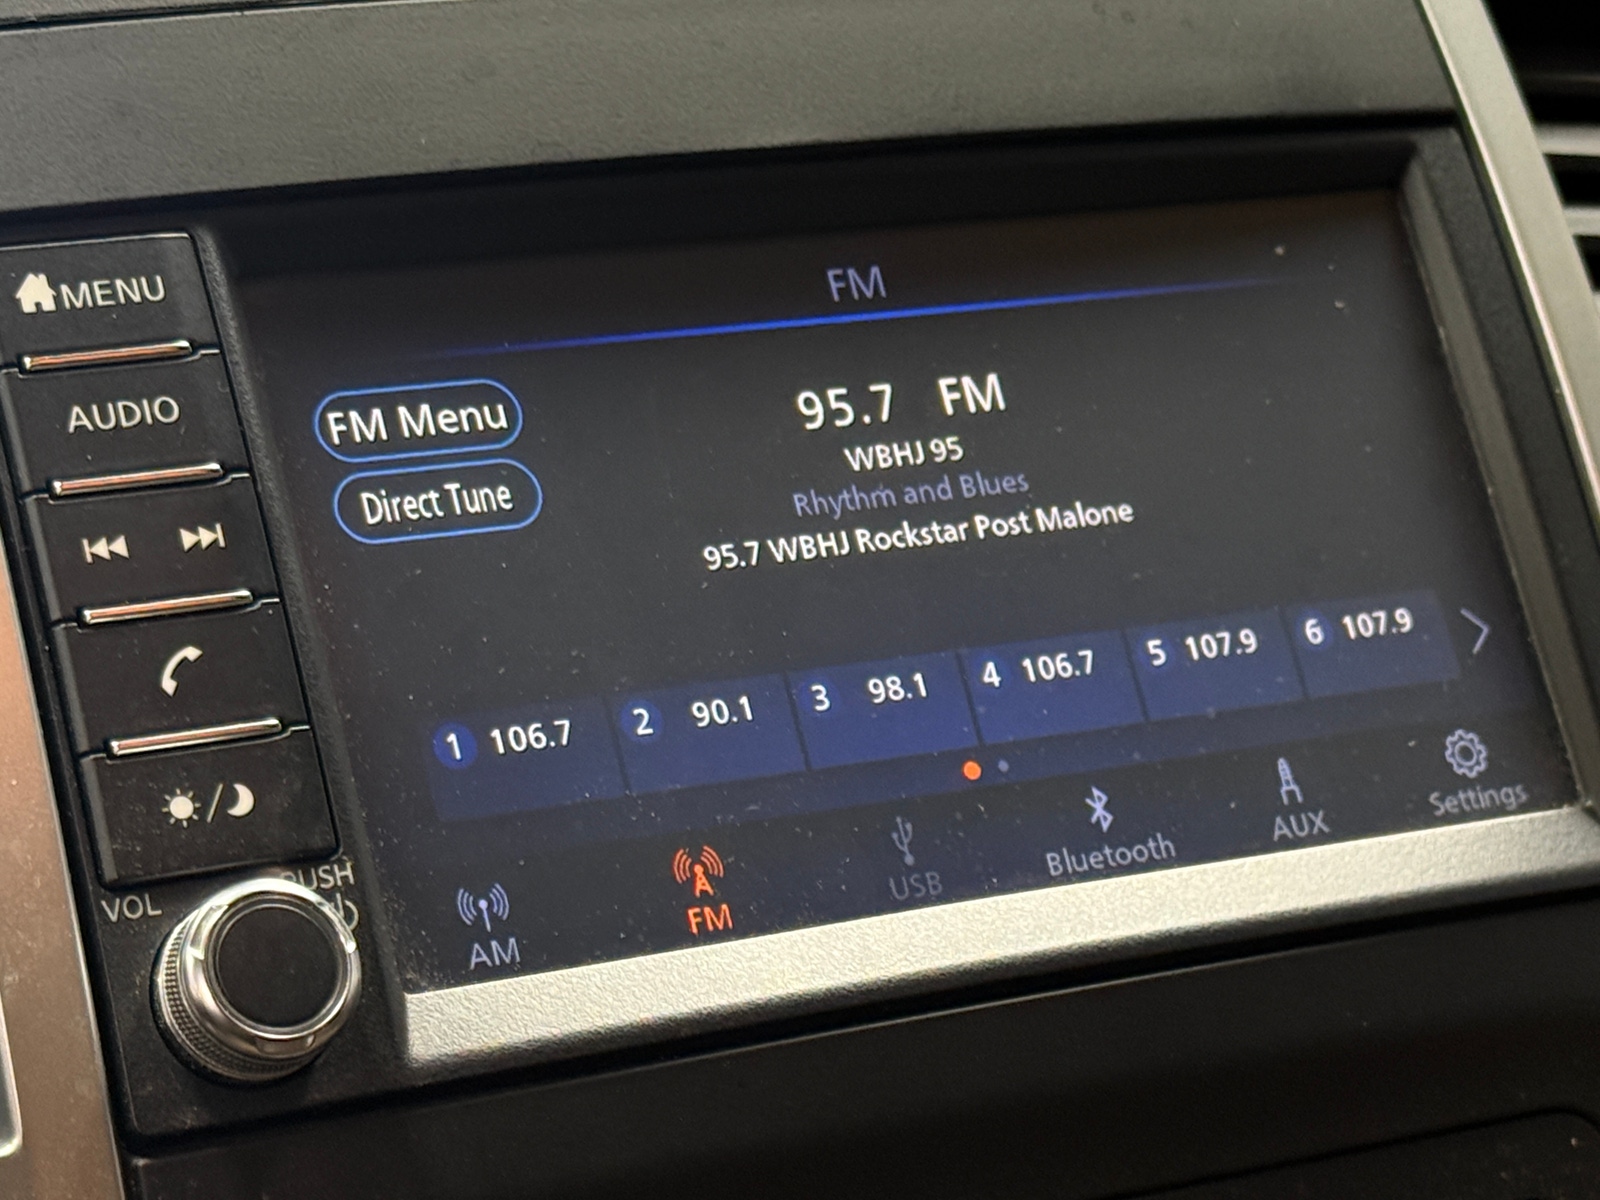 MENU
AUDIO
VOL
PUSH
FM
FM Menu
Direct Tune
95.7 FM
WBHJ 95
Rhythm and Blues
95.7 WBHJ Rockstar Post Malone
1 106.7
2 90.1
3 98.1
4 106.7
5 107.9
6 107.9
AM
FM
USB
Bluetooth
AUX
Settings